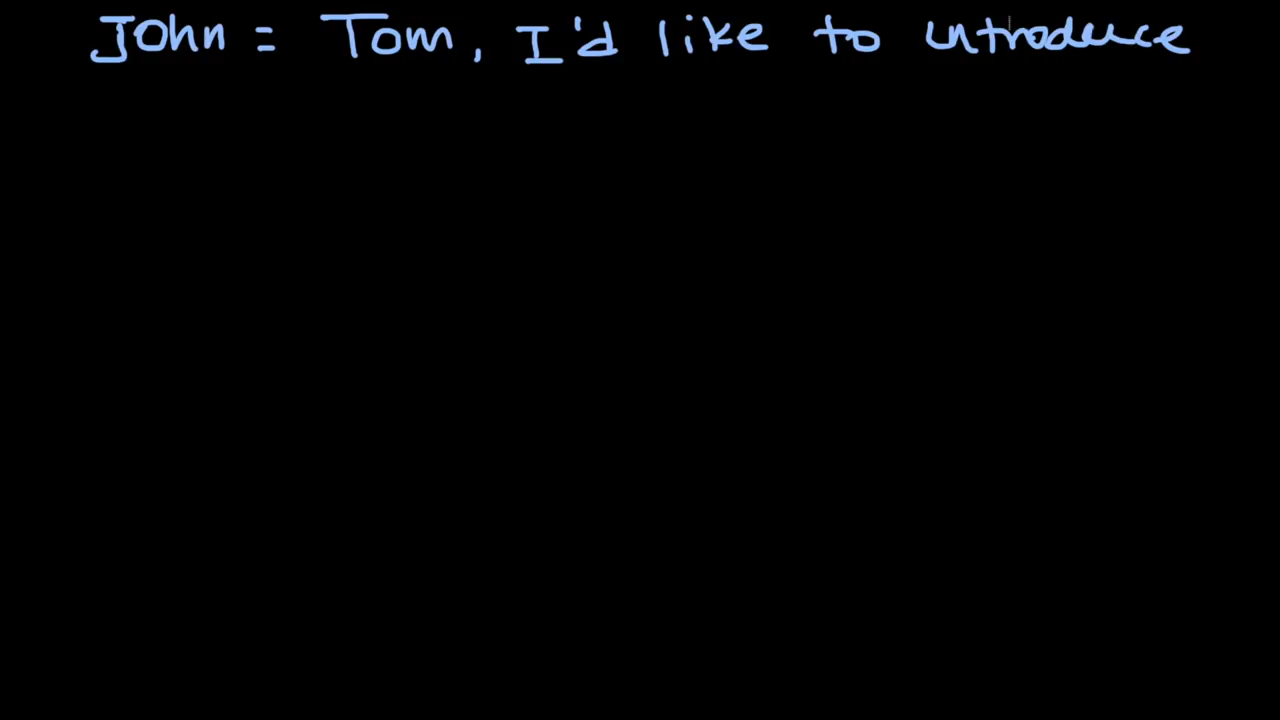 John = Tom, I'd like to introduce